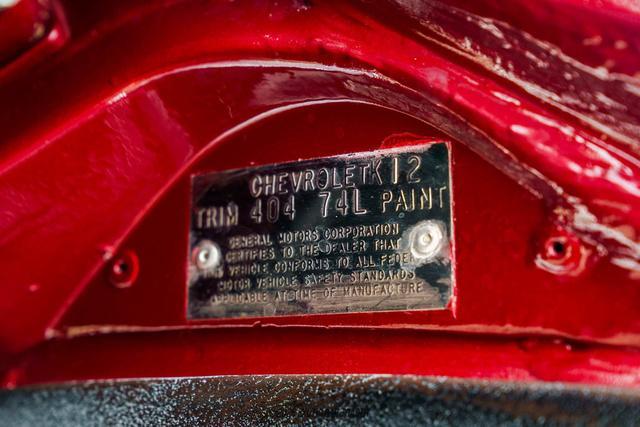 CHEVROLET K12
TRIM 404 74L PAINT
GENERAL MOTORS CORPORATION
CERTIFIES TO THE DEALER THAT
VEHICLE CONFORMS TO ALL FEDE
MOTOR VEHICLE SAFETY STANDARDS
APPLICABLE AT TIME OF MANUFACTURE